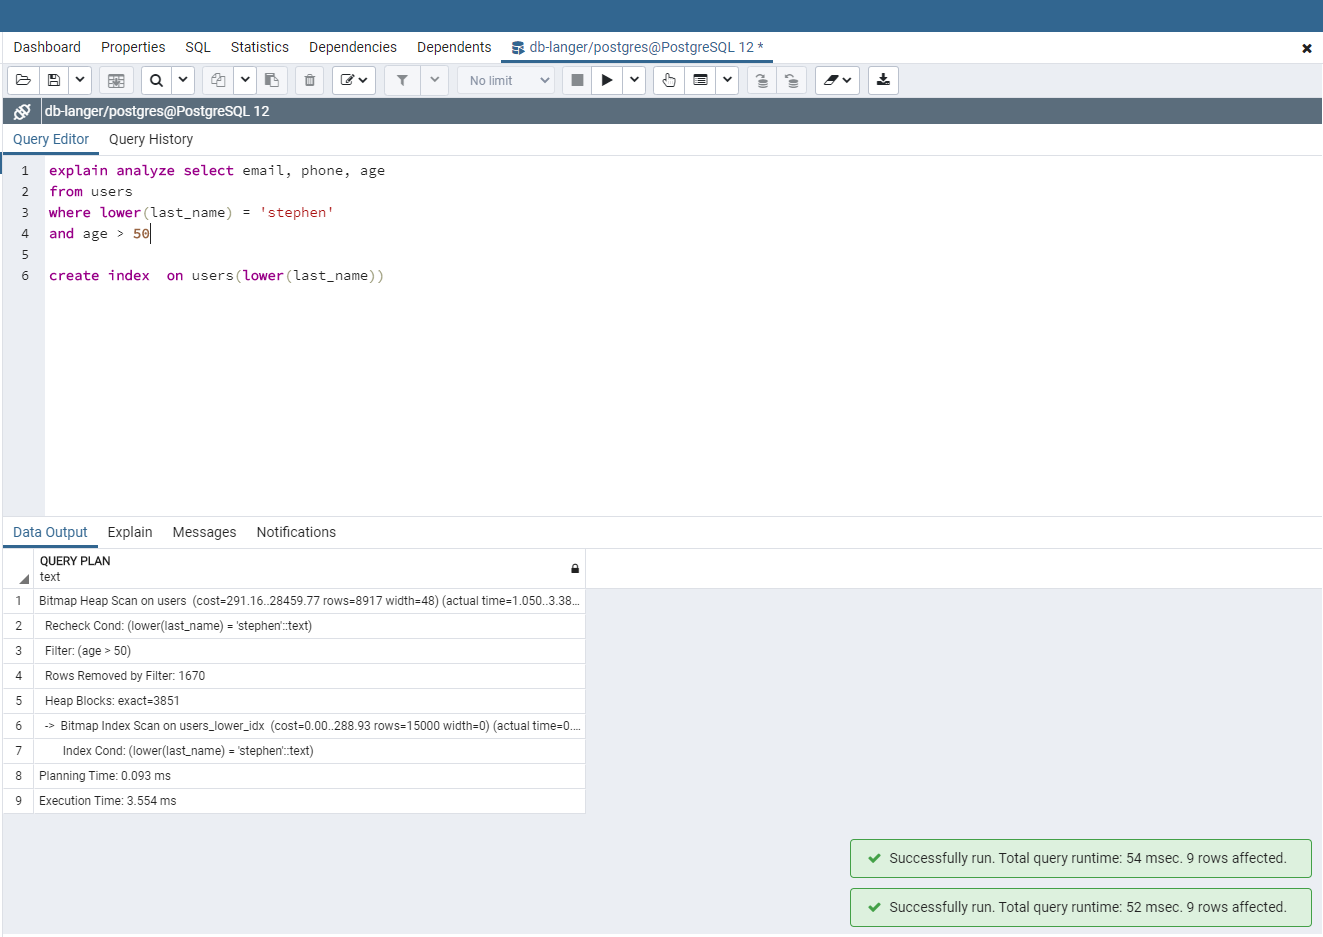 Dashboard Properties SQL Statistics Dependencies Dependents db-langer/postgres@PostgreSQL 12 *
No limit
db-langer/postgres@PostgreSQL 12
Query Editor Query History
1 explain analyze select email, phone, age
2 from users
3 where lower(last_name) = 'stephen'
4 and age > 50
5
6 create index  on users(lower(last_name))
Data Output Explain Messages Notifications
QUERY PLAN
text
1 Bitmap Heap Scan on users (cost=291.16..28459.77 rows=8917 width=48) (actual time=1.050..3.38...
2 Recheck Cond: (lower(last_name) = 'stephen'::text)
3 Filter: (age > 50)
4 Rows Removed by Filter: 1670
5 Heap Blocks: exact=3851
6 -> Bitmap Index Scan on users_lower_idx (cost=0.00..288.93 rows=15000 width=0) (actual time=0....
7 Index Cond: (lower(last_name) = 'stephen'::text)
8 Planning Time: 0.093 ms
9 Execution Time: 3.554 ms
Successfully run. Total query runtime: 54 msec. 9 rows affected.
Successfully run. Total query runtime: 52 msec. 9 rows affected.